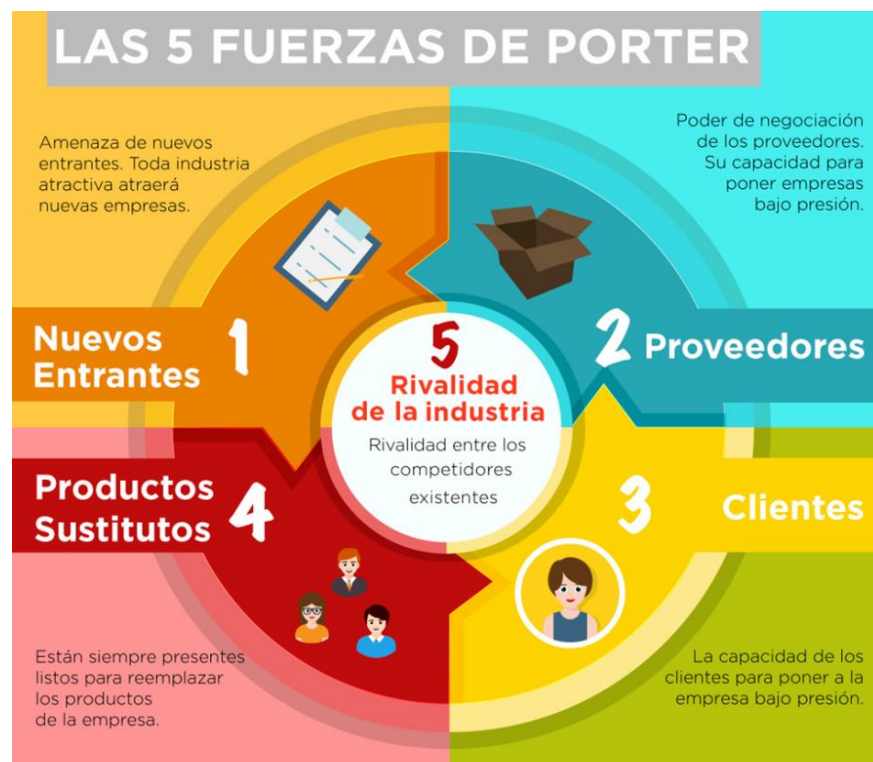 LAS 5 FUERZAS DE PORTER
Amenaza de nuevos
entrantes. Toda industria
atractiva atraerá
nuevas empresas.
Nuevos
Entrantes
1
Poder de negociación
de los proveedores.
Su capacidad para
poner empresas
bajo presión.
2 Proveedores
5
Rivalidad
de la industria
Rivalidad entre los
competidores
existentes
3 Clientes
La capacidad de los
clientes para poner a la
empresa bajo presión.
Productos
Sustitutos
4
Están siempre presentes
listos para reemplazar
los productos
de la empresa.